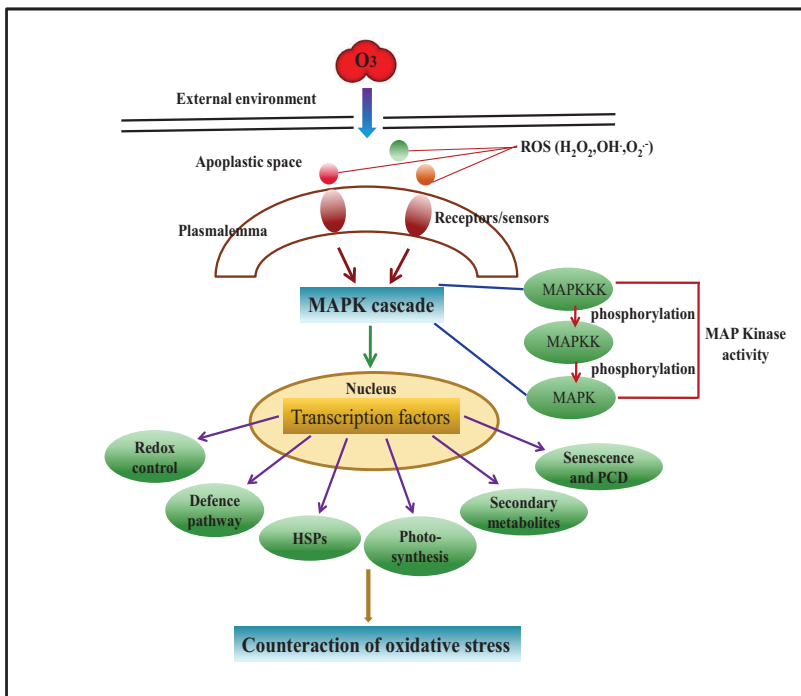 O3
External environment
Apoplastic space
ROS (H₂O₂,OH·,O₂·-)
Plasmalemma
Receptors/sensors
MAPK cascade
MAPKKK
phosphorylation
MAPKK
phosphorylation
MAPK
MAP Kinase
activity
Nucleus
Transcription factors
Redox
control
Defence
pathway
HSPs
Photo-
synthesis
Secondary
metabolites
Senescence
and PCD
Counteraction of oxidative stress